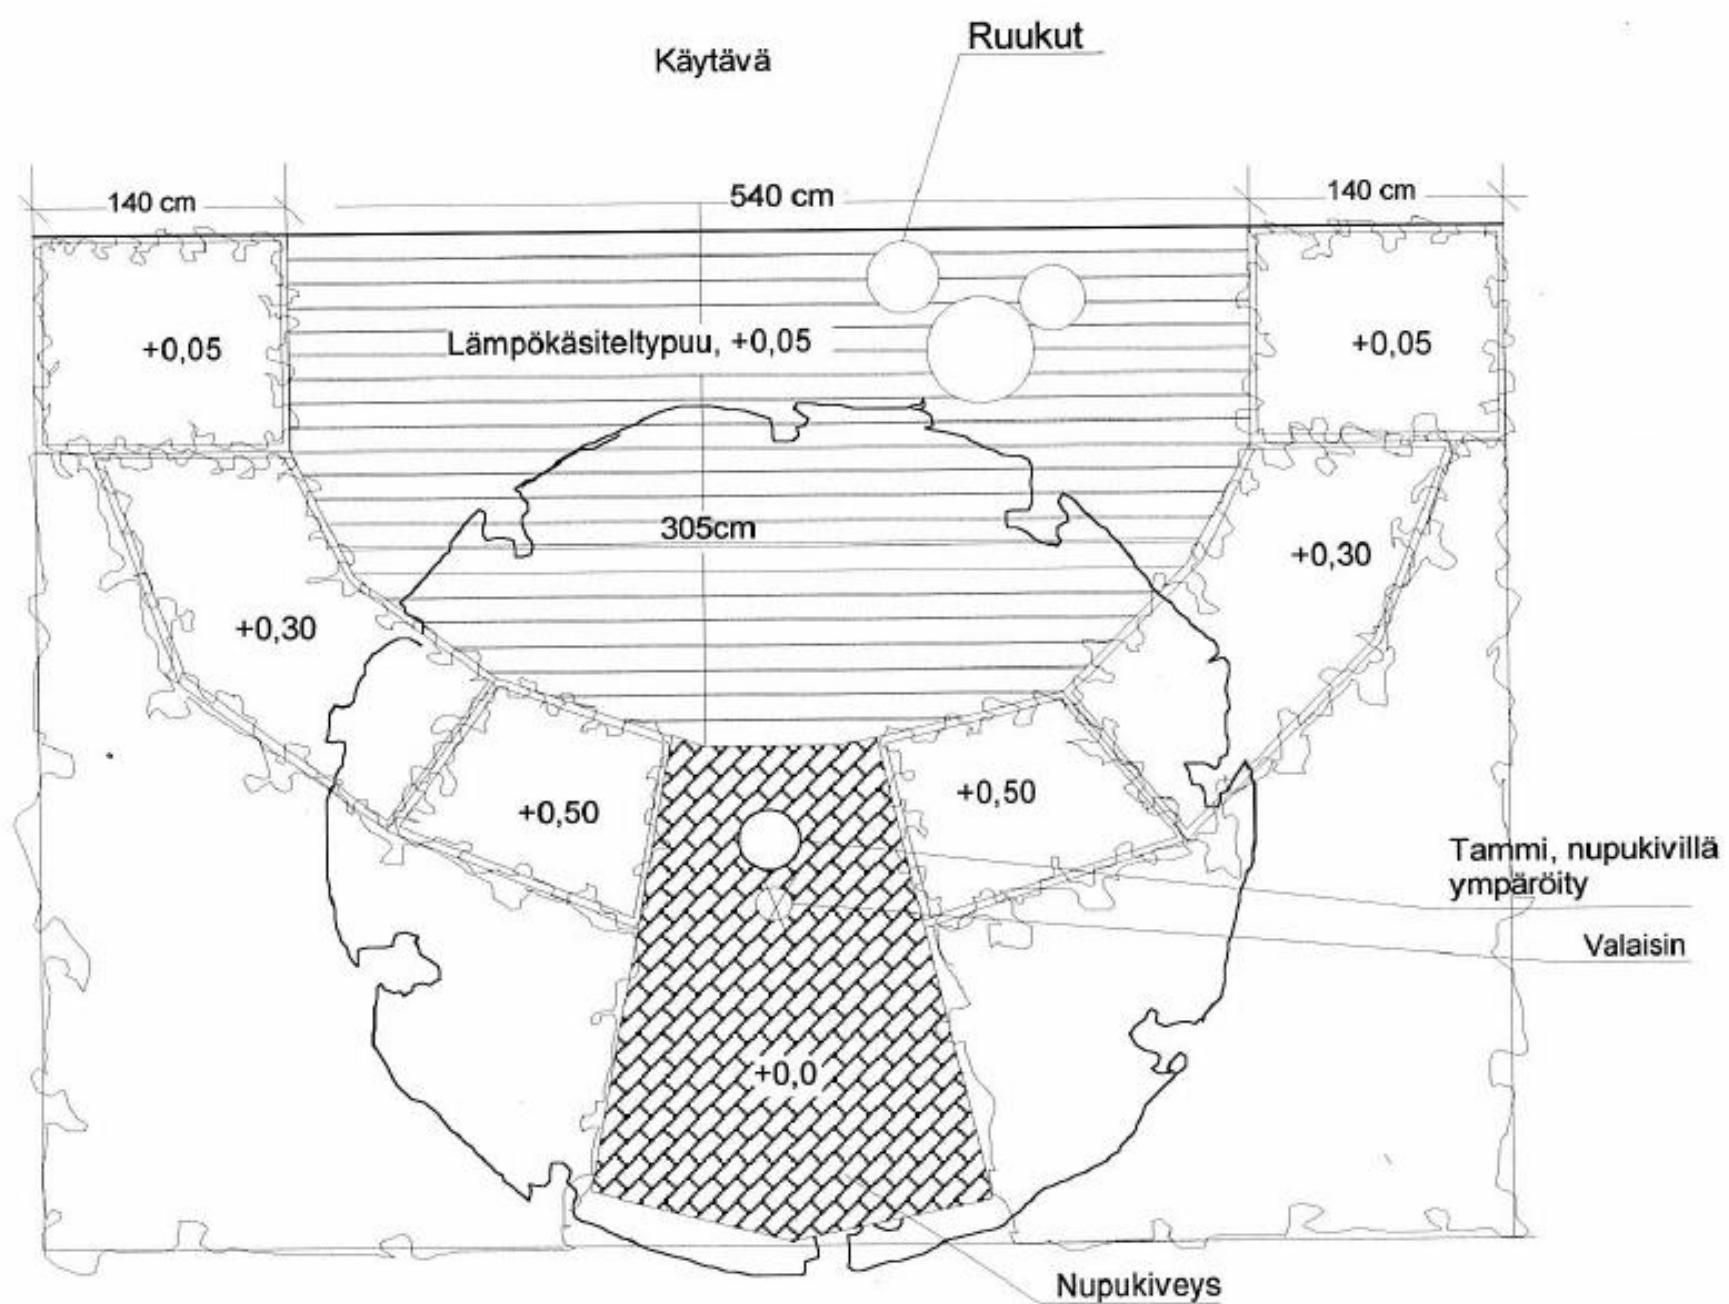 Käytävä
Ruukut
140 cm
540 cm
140 cm
+0,05
Lämpökäsiteltypuu, +0,05
+0,05
305cm
+0,30
+0,30
+0,50
+0,50
Tammi, nupukivillä
ympäröity
Valaisin
+0,0
Nupukiveys